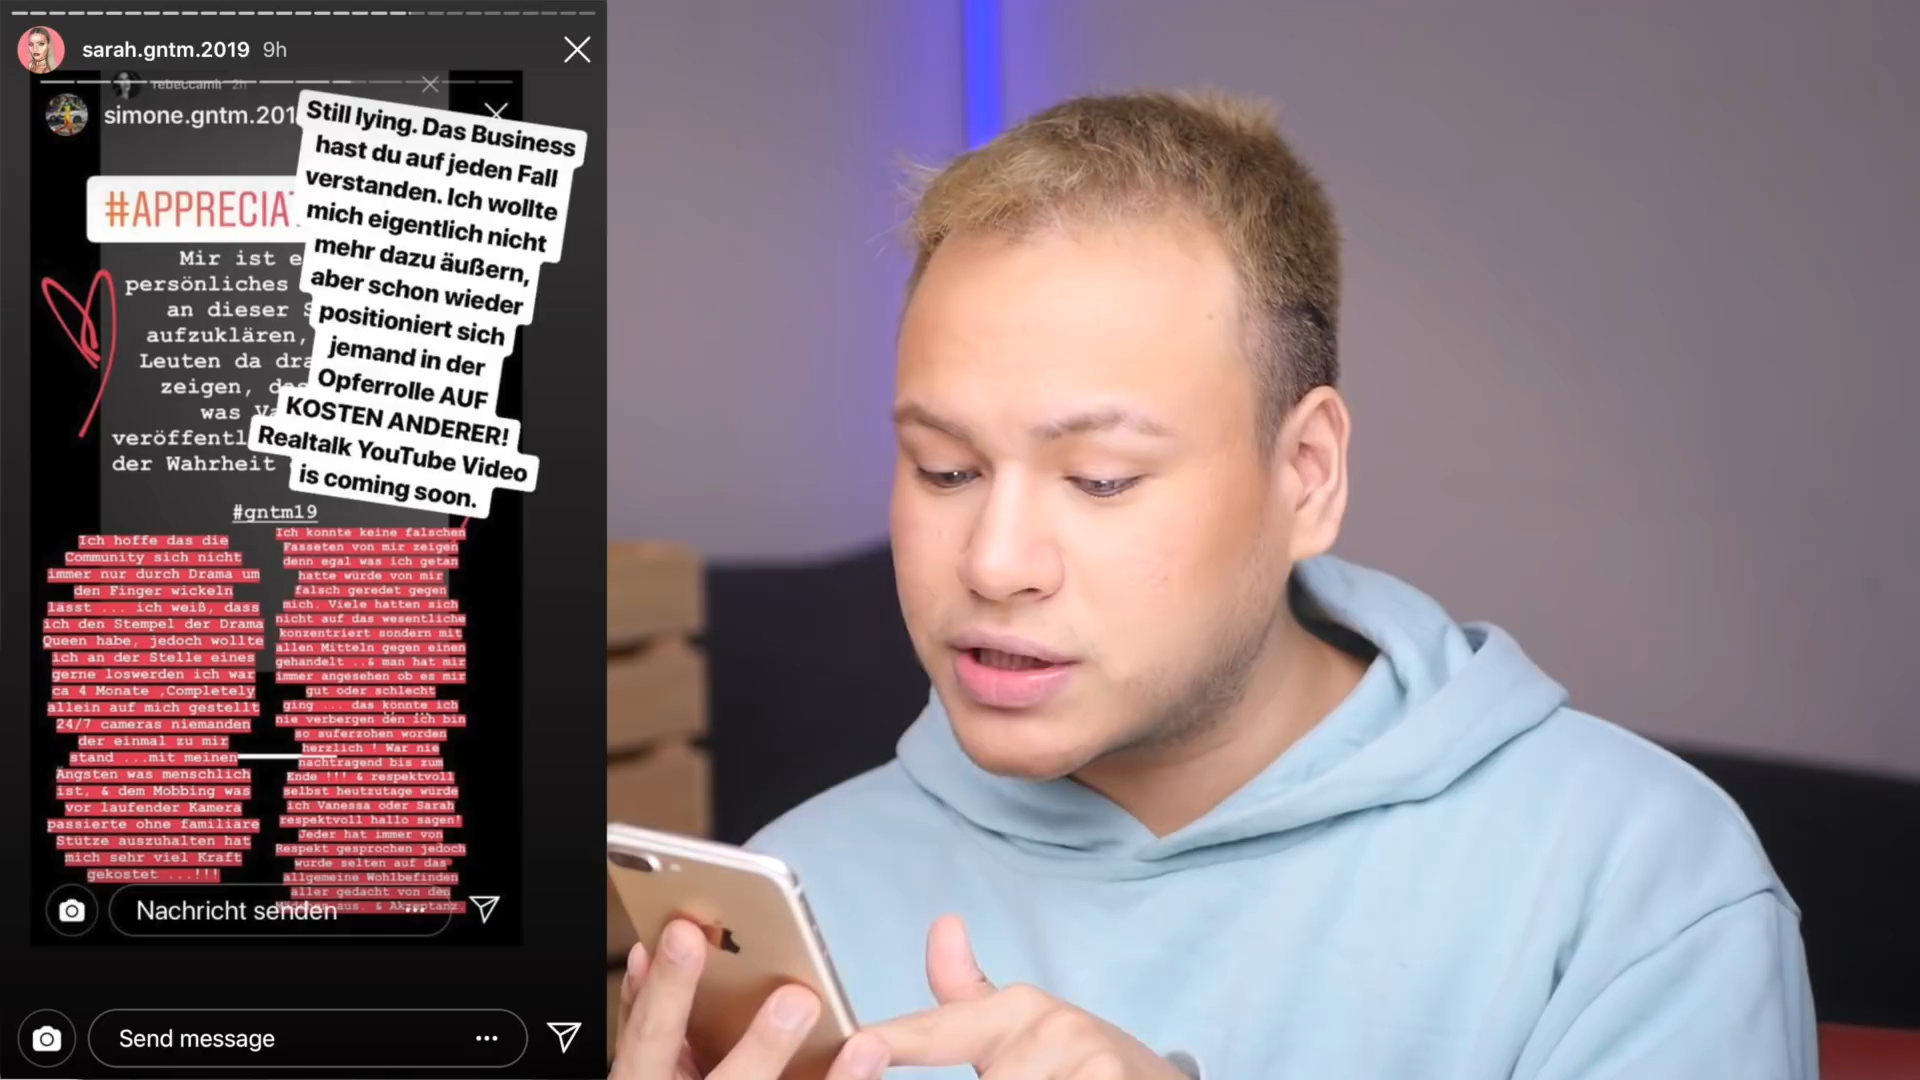 sarah.gntm.2019 9h
rebeccamli 2h
simone.gntm.201
#APPRECIAT
Still lying. Das Business
hast du auf jeden Fall
verstanden. Ich wollte
mich eigentlich nicht
mehr dazu äußern,
aber schon wieder
positioniert sich
jemand in der
Opferrolle AUF
KOSTEN ANDERER!
Realtalk YouTube Video
is coming soon.
Mir ist e
persönliches
an dieser S
aufzuklären,
Leuten da dra
zeigen, das
was Va
veröffentl
der Wahrheit
#gntm19
Ich hoffe das die
Community sich nicht
immer nur durch Drama um
den Finger wickeln
lässt ... ich weiß, dass
ich den Stempel der Drama
Queen habe, jedoch wollte
ich an der Stelle eines
gerne loswerden ich war
ca 4 Monate ,Completely
allein auf mich gestellt
24/7 cameras niemanden
der einmal zu mir
stand ...mit meinen
Ängsten was menschlich
ist, & dem Mobbing was
vor laufender Kamera
passierte ohne familiäre
Stütze auszuhalten hat
mich sehr viel Kraft
gekostet ...!!!
Ich konnte keine falschen
Fasseten von mir zeigen
denn egal was ich getan
hatte würde von mir
falsch geredet gegen
mich. Viele hatten sich
nicht auf das wesentliche
konzentriert sondern mit
allen Mitteln gegen einen
gehandelt ..& man hat mir
immer angesehen ob es mir
gut oder schlecht
ging ... das könnte ich
nie verbergen den ich bin
so suferzohen worden
herzlich ! War nie
nachtragend bis zum
Ende !!! & respektvoll
selbst heutzutage würde
ich Vanessa oder Sarah
respektvoll hallo sagen!
Jeder hat immer von
Respekt gesprochen jedoch
wurde selten auf das
allgemeine Wohlbefinden
aller gedacht von den
Mädchen aus. & Akzeptanz.
Nachricht senden
Send message